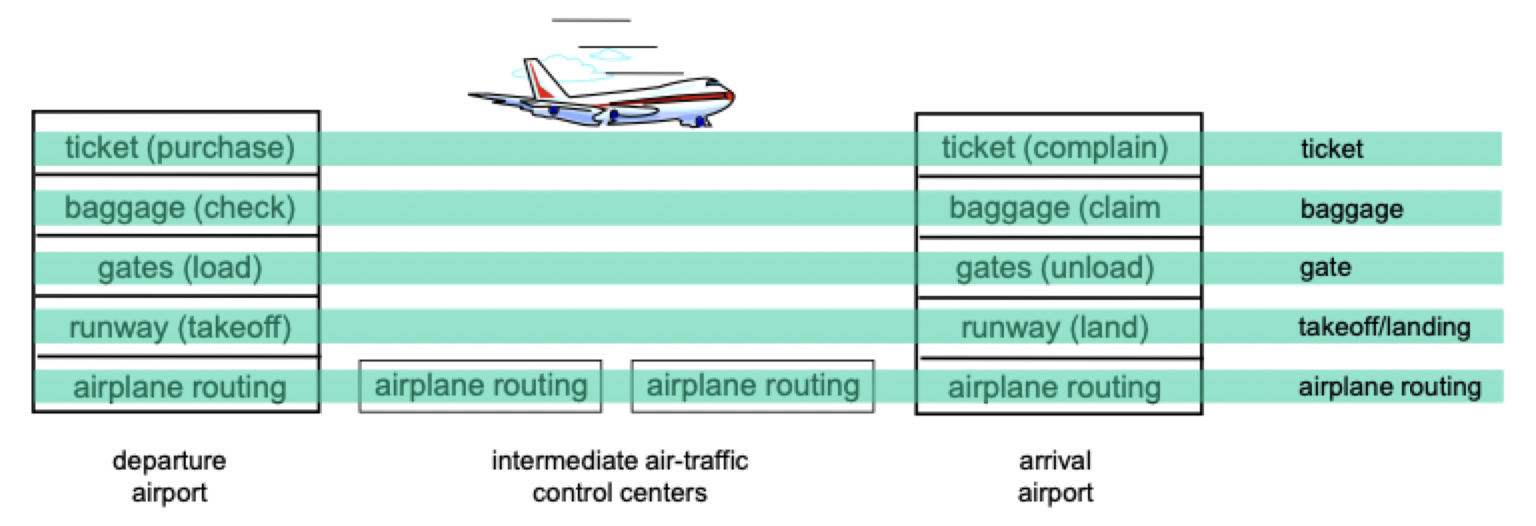 ticket (purchase) ticket (complain) ticket
baggage (check) baggage (claim baggage
gates (load) gates (unload) gate
runway (takeoff) runway (land) takeoff/landing
airplane routing airplane routing airplane routing airplane routing airplane routing
departure
airport
intermediate air-traffic
control centers
arrival
airport